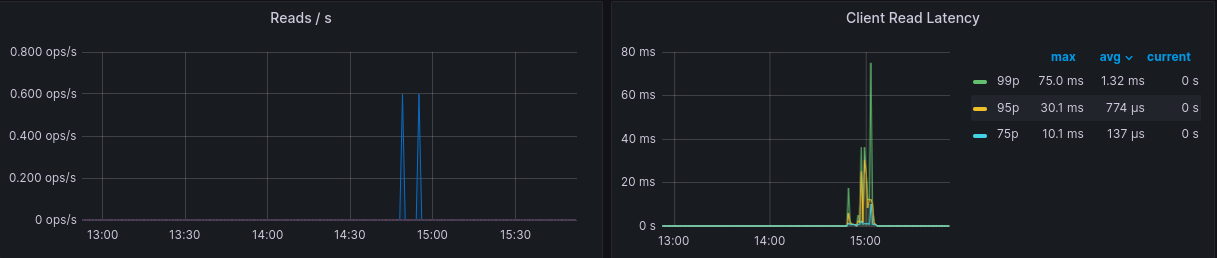 Reads / s
0.800 ops/s
0.600 ops/s
0.400 ops/s
0.200 ops/s
0 ops/s
13:00 13:30 14:00 14:30 15:00 15:30
Client Read Latency
80 ms
60 ms
40 ms
20 ms
0 s
13:00 14:00 15:00
max avg current
99p 75.0 ms 1.32 ms 0 s
95p 30.1 ms 774 µs 0 s
75p 10.1 ms 137 µs 0 s